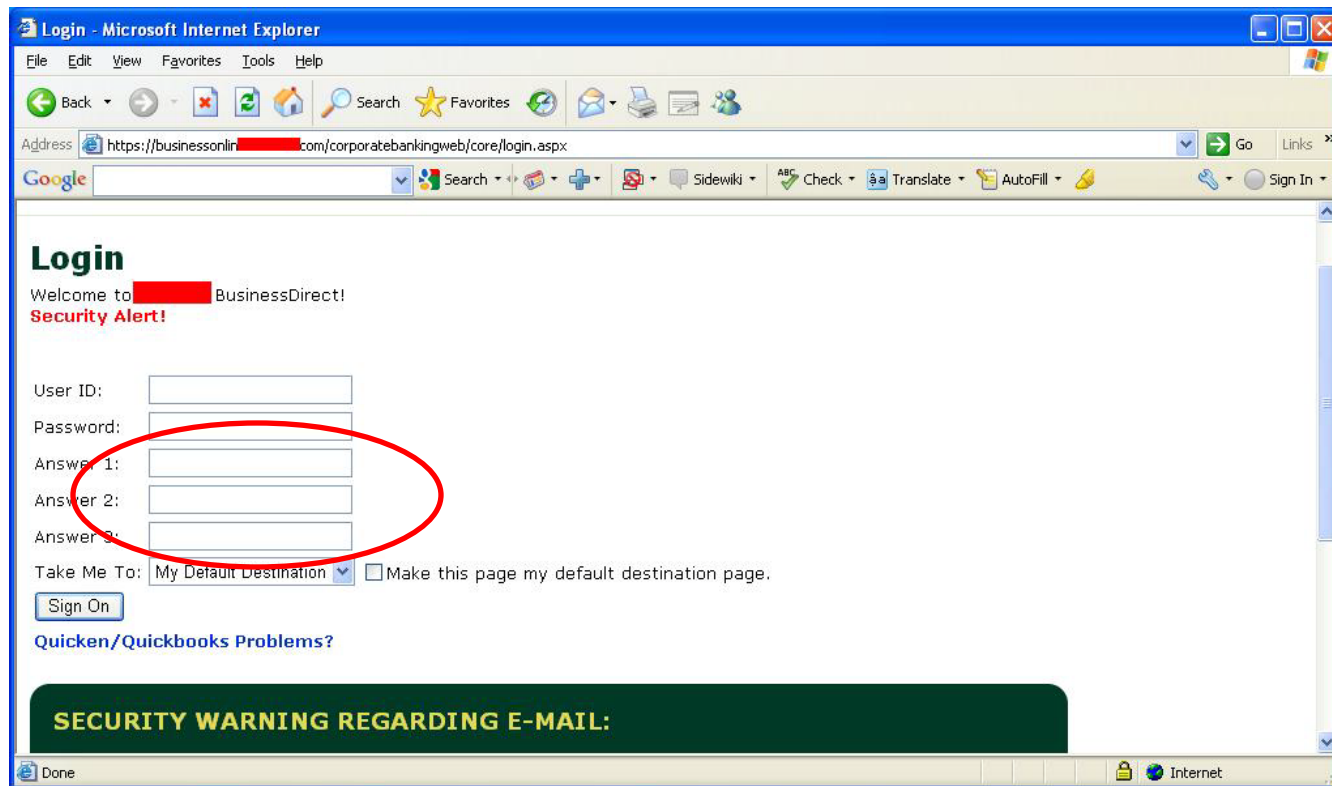 Login - Microsoft Internet Explorer
File Edit View Favorites Tools Help
Back Search Favorites
Address https://businessonlin com/corporatebankingweb/core/login.aspx Go Links »
Google Search Sidewiki ABC Check āa Translate AutoFill Sign In
Login
Welcome to BusinessDirect!
Security Alert!
User ID:
Password:
Answer 1:
Answer 2:
Answer 3:
Take Me To: My Default Destination Make this page my default destination page.
Sign On
Quicken/Quickbooks Problems?
SECURITY WARNING REGARDING E-MAIL:
Done Internet